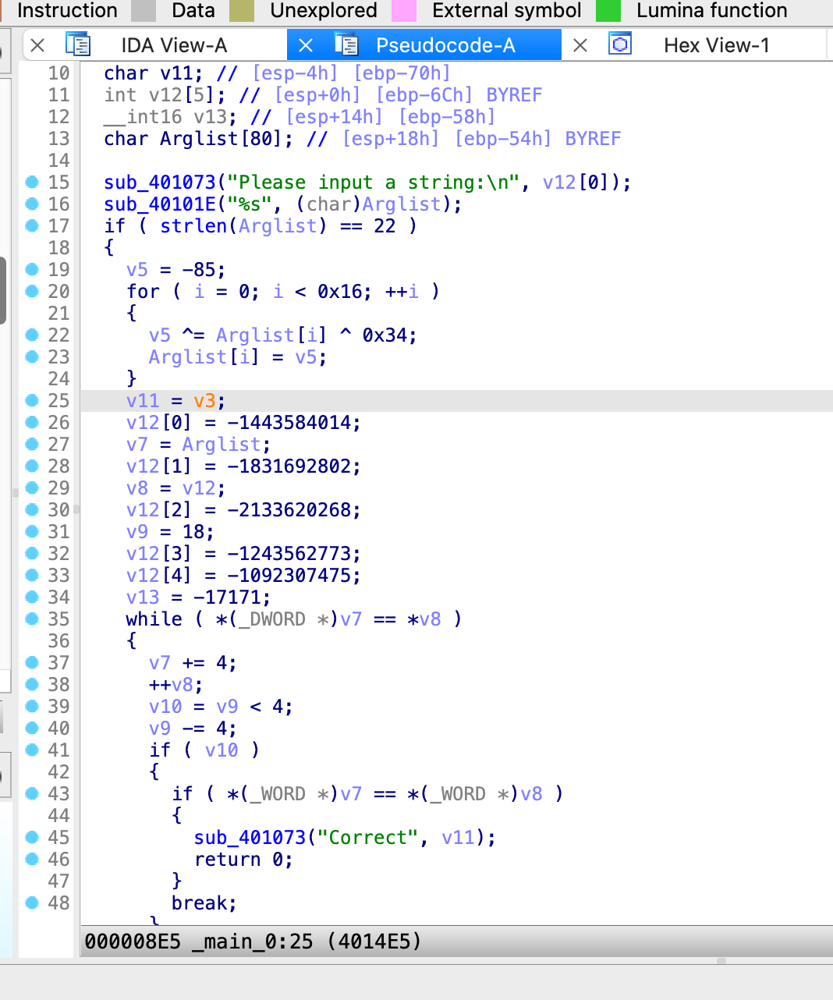 Instruction Data Unexplored External symbol Lumina function
IDA View-A Pseudocode-A Hex View-1
10 char v11; // [esp-4h] [ebp-70h]
11 int v12[5]; // [esp+0h] [ebp-6Ch] BYREF
12 __int16 v13; // [esp+14h] [ebp-58h]
13 char Arglist[80]; // [esp+18h] [ebp-54h] BYREF
14
15 sub_401073("Please input a string:\n", v12[0]);
16 sub_40101E("%s", (char)Arglist);
17 if ( strlen(Arglist) == 22 )
18 {
19 v5 = -85;
20 for ( i = 0; i < 0x16; ++i )
21 {
22 v5 ^= Arglist[i] ^ 0x34;
23 Arglist[i] = v5;
24 }
25 v11 = v3;
26 v12[0] = -1443584014;
27 v7 = Arglist;
28 v12[1] = -1831692802;
29 v8 = v12;
30 v12[2] = -2133620268;
31 v9 = 18;
32 v12[3] = -1243562773;
33 v12[4] = -1092307475;
34 v13 = -17171;
35 while ( *(_DWORD *)v7 == *v8 )
36 {
37 v7 += 4;
38 ++v8;
39 v10 = v9 < 4;
40 v9 -= 4;
41 if ( v10 )
42 {
43 if ( *(_WORD *)v7 == *(_WORD *)v8 )
44 {
45 sub_401073("Correct", v11);
46 return 0;
47 }
48 break;
}
000008E5 _main_0:25 (4014E5)